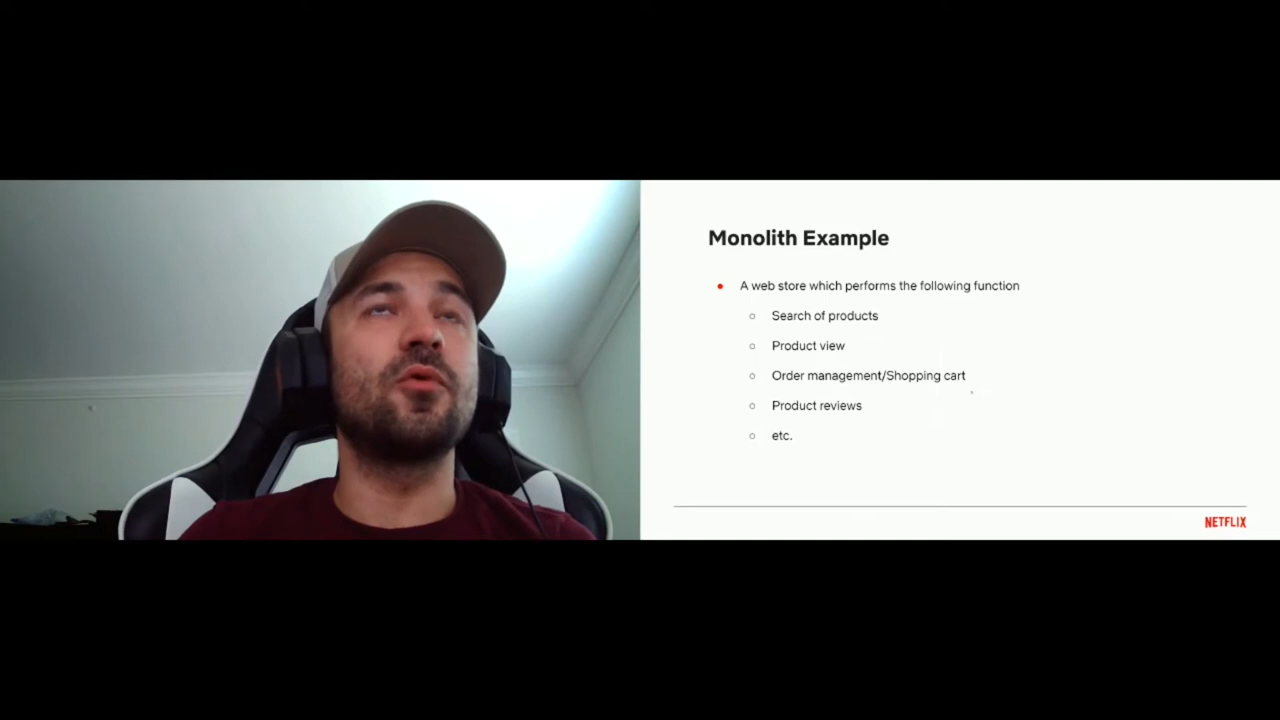 Monolith Example
A web store which performs the following function
Search of products
Product view
Order management/Shopping cart
Product reviews
etc.
NETFLIX